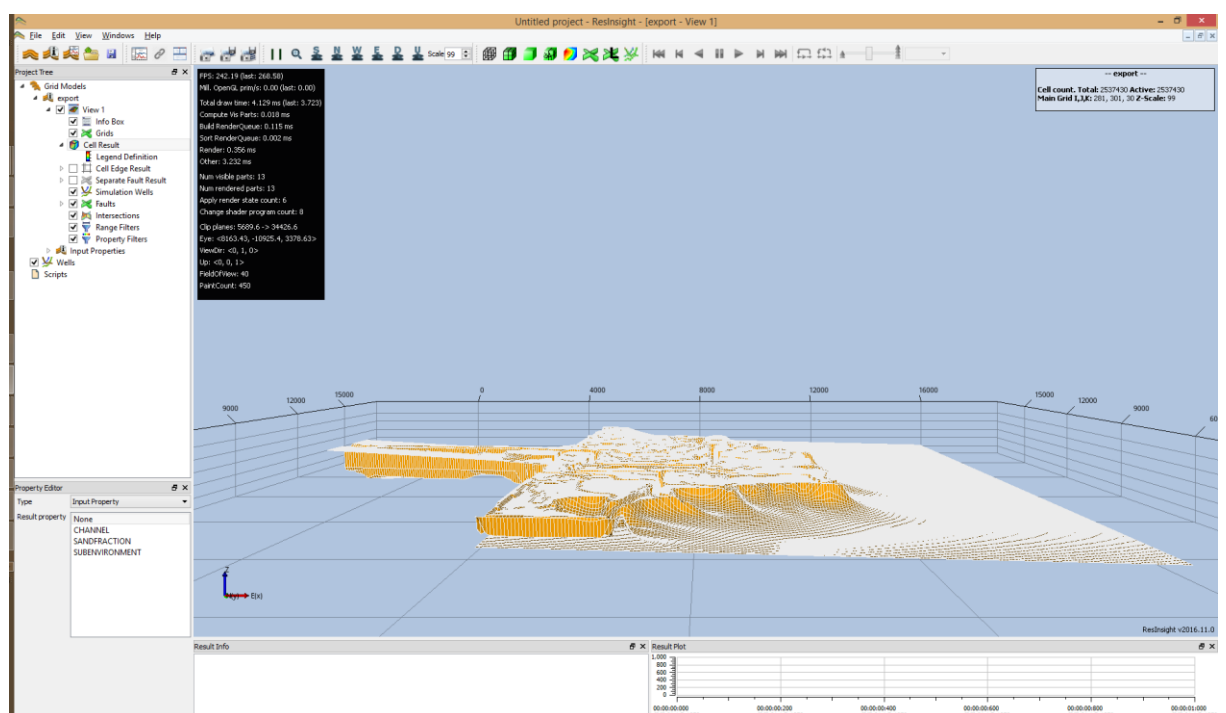 Untitled project - ResInsight - [export - View 1]
File Edit View Windows Help
S N W E D U Scale 99
Project Tree
Grid Models
export
View 1
Info Box
Grids
Cell Result
Legend Definition
Cell Edge Result
Separate Fault Result
Simulation Wells
Faults
Intersections
Range Filters
Property Filters
Input Properties
Wells
Scripts
Property Editor
Type Input Property
Result property None
CHANNEL
SANDFRACTION
SUBENVIRONMENT
FPS: 242.19 (last: 268.58)
Mill. OpenGL prim/s: 0.00 (last: 0.00)
Total draw time: 4.129 ms (last: 3.723)
Compute Vis Parts: 0.018 ms
Build RenderQueue: 0.115 ms
Sort RenderQueue: 0.002 ms
Render: 0.356 ms
Other: 3.232 ms
Num visible parts: 13
Num rendered parts: 13
Apply render state count: 6
Change shader program count: 8
Clip planes: 5689.6 -> 34426.6
Eye: <8163.43, -10925.4, 3378.63>
ViewDir: <0, 1, 0>
Up: <0, 0, 1>
FieldOfView: 40
PaintCount: 450
-- export --
Cell count. Total: 2537430 Active: 2537430
Main Grid I,J,K: 281, 301, 30 Z-Scale: 99
9000 12000 15000 0 4000 8000 12000 16000 15000 12000 9000 60
Z
N(y) E(x)
ResInsight v2016.11.0
Result Info
Result Plot
1.000
800
600
400
200
0
00:00:00:000 00:00:00:200 00:00:00:400 00:00:00:600 00:00:00:800 00:00:01:000